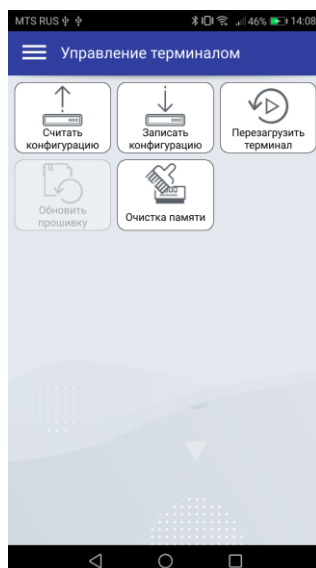 MTS RUS 46% 14:08
Управление терминалом
Считать
конфигурацию
Записать
конфигурацию
Перезагрузить
терминал
Обновить
прошивку
Очистка памяти